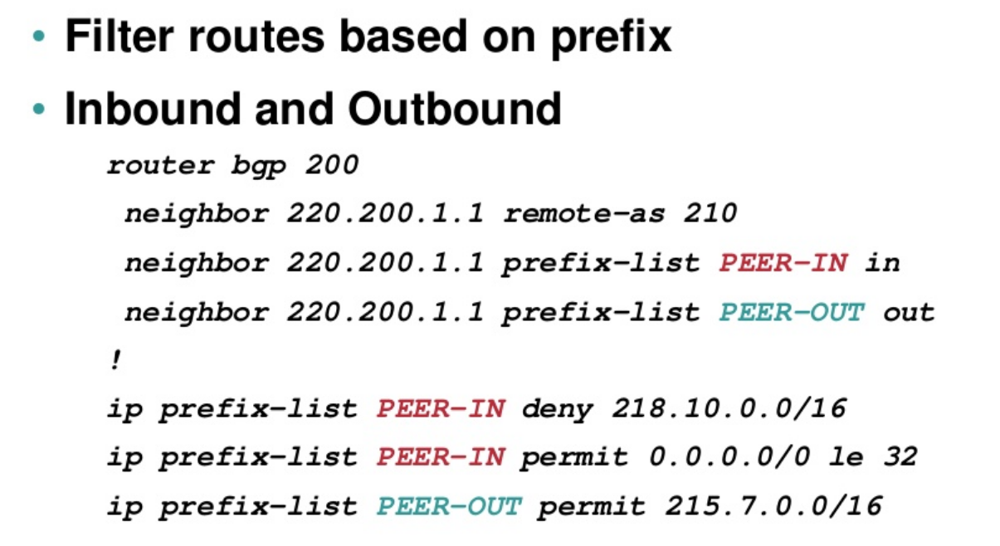 • Filter routes based on prefix
• Inbound and Outbound
router bgp 200
neighbor 220.200.1.1 remote-as 210
neighbor 220.200.1.1 prefix-list PEER-IN in
neighbor 220.200.1.1 prefix-list PEER-OUT out
!
ip prefix-list PEER-IN deny 218.10.0.0/16
ip prefix-list PEER-IN permit 0.0.0.0/0 le 32
ip prefix-list PEER-OUT permit 215.7.0.0/16